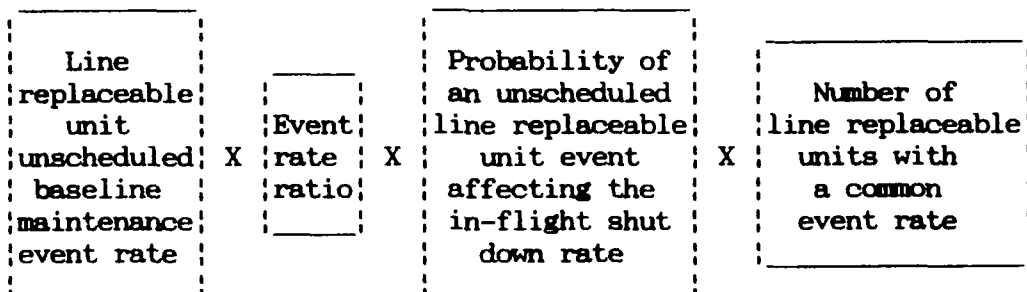 Line
replaceable
unit
unscheduled
baseline
maintenance
event rate
X
Event
rate
ratio
X
Probability of
an unscheduled
line replaceable
unit event
affecting the
in-flight shut
down rate
X
Number of
line replaceable
units with
a common
event rate